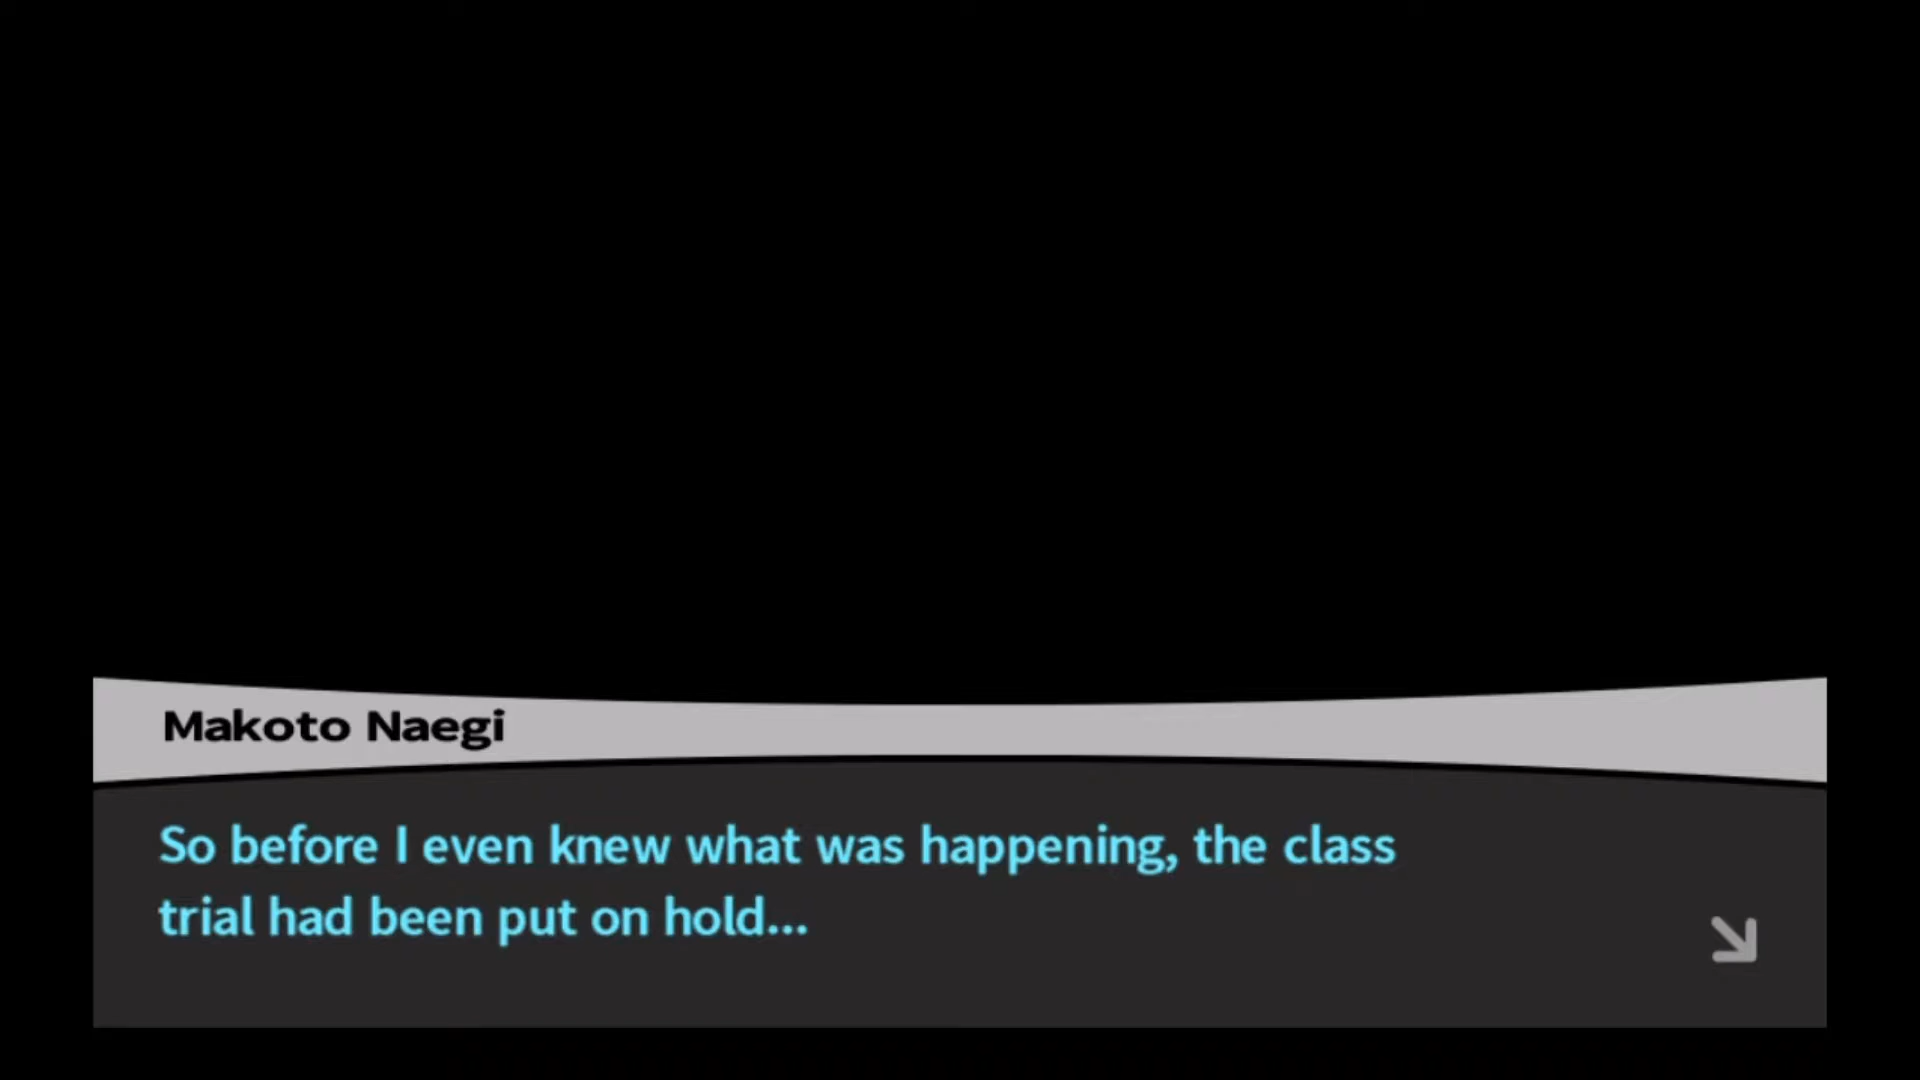 Makoto Naegi
So before I even knew what was happening, the class
trial had been put on hold...